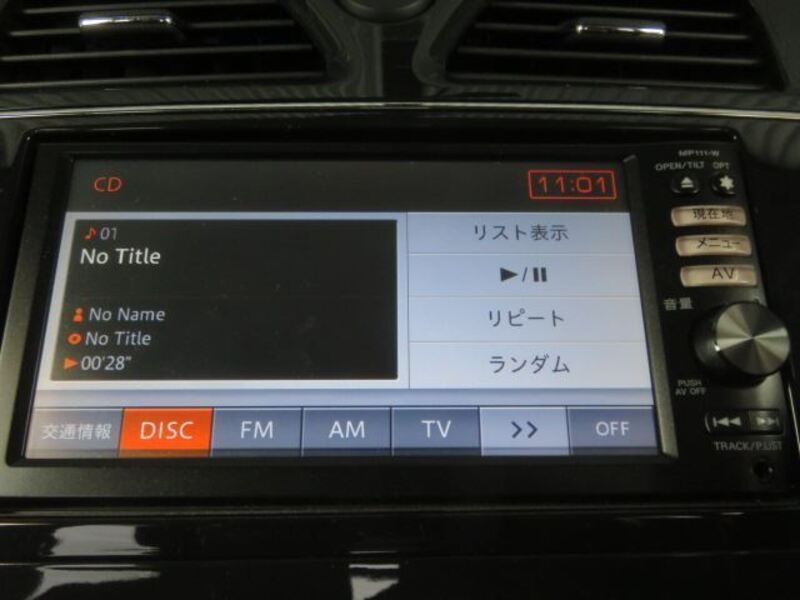 MP111-W
OPEN/TILT OPT
CD
11:01
現在地
メニュー
AV
音量
PUSH
AV OFF
TRACK/P.LIST
01
No Title
No Name
No Title
00'28"
リスト表示
▶/II
リピート
ランダム
交通情報 DISC FM AM TV >> OFF